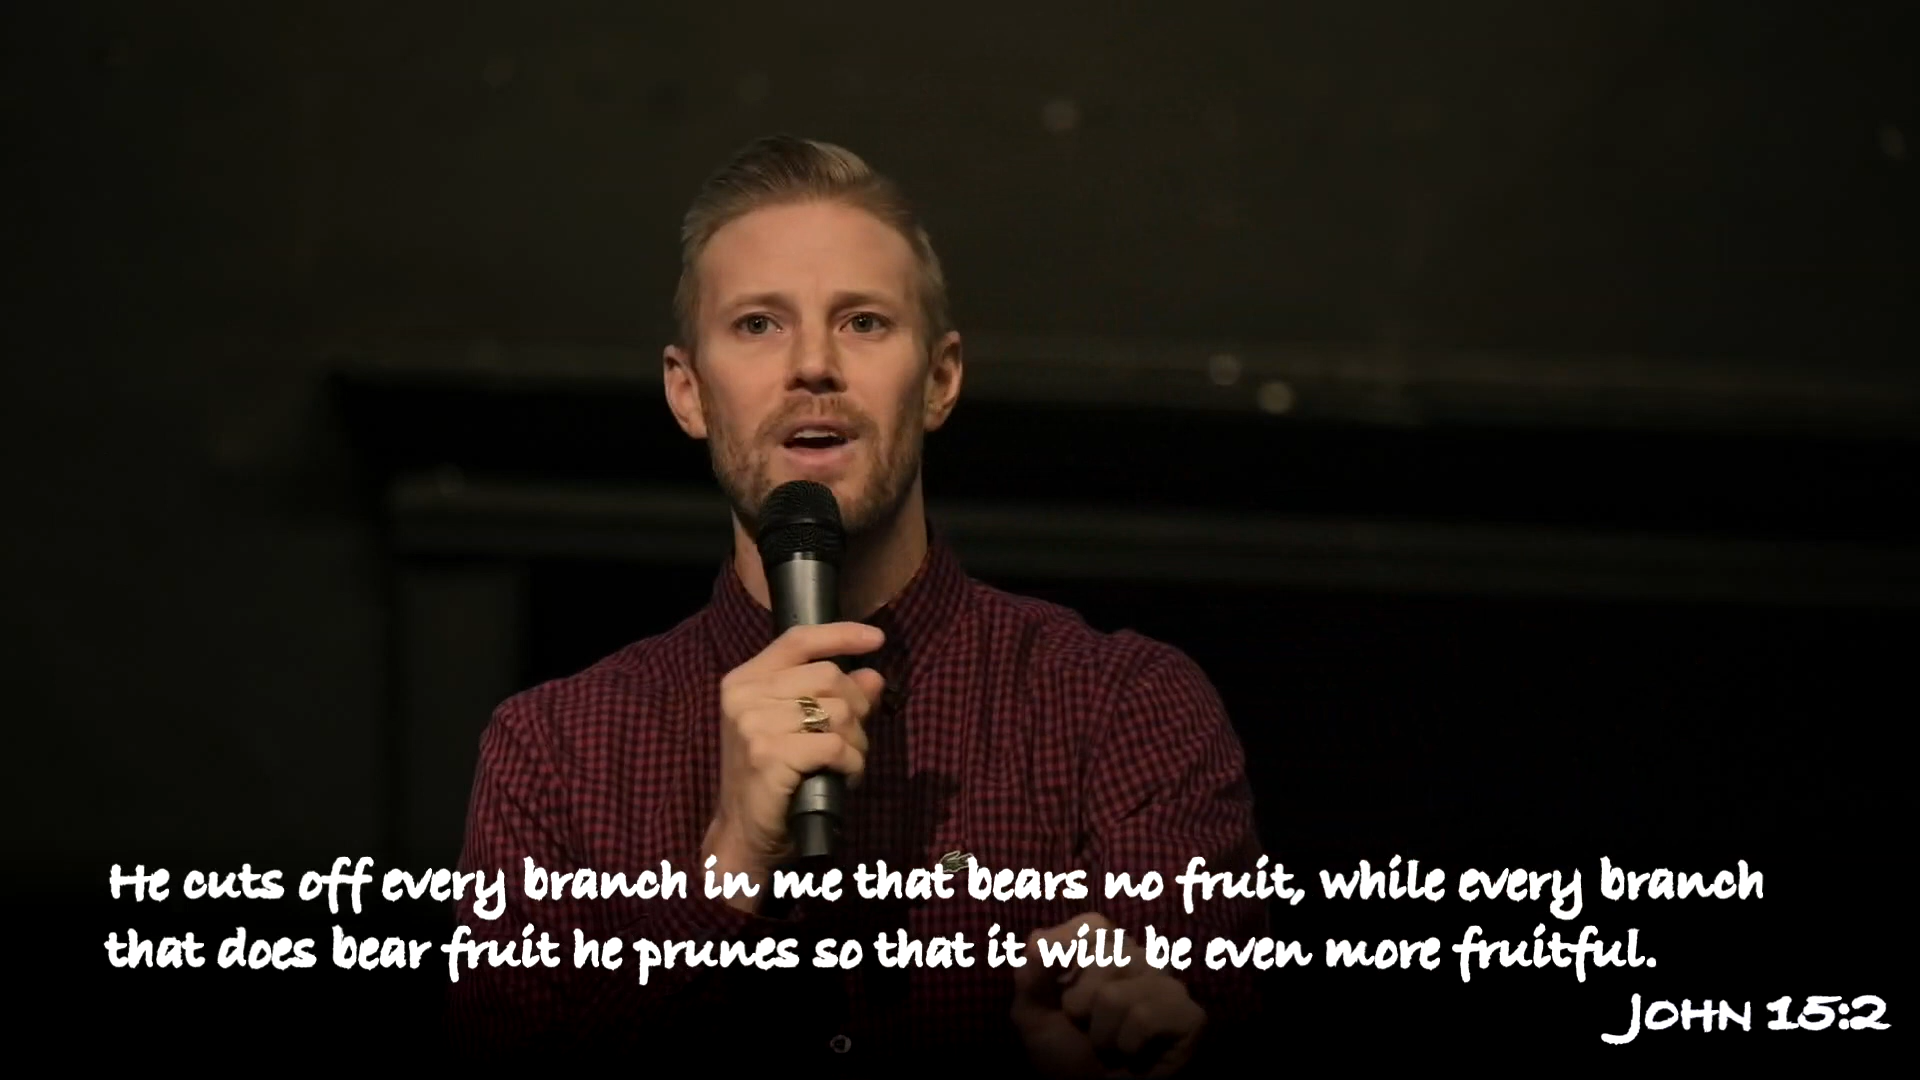 He cuts off every branch in me that bears no fruit, while every branch
that does bear fruit he prunes so that it will be even more fruitful.
John 15:2